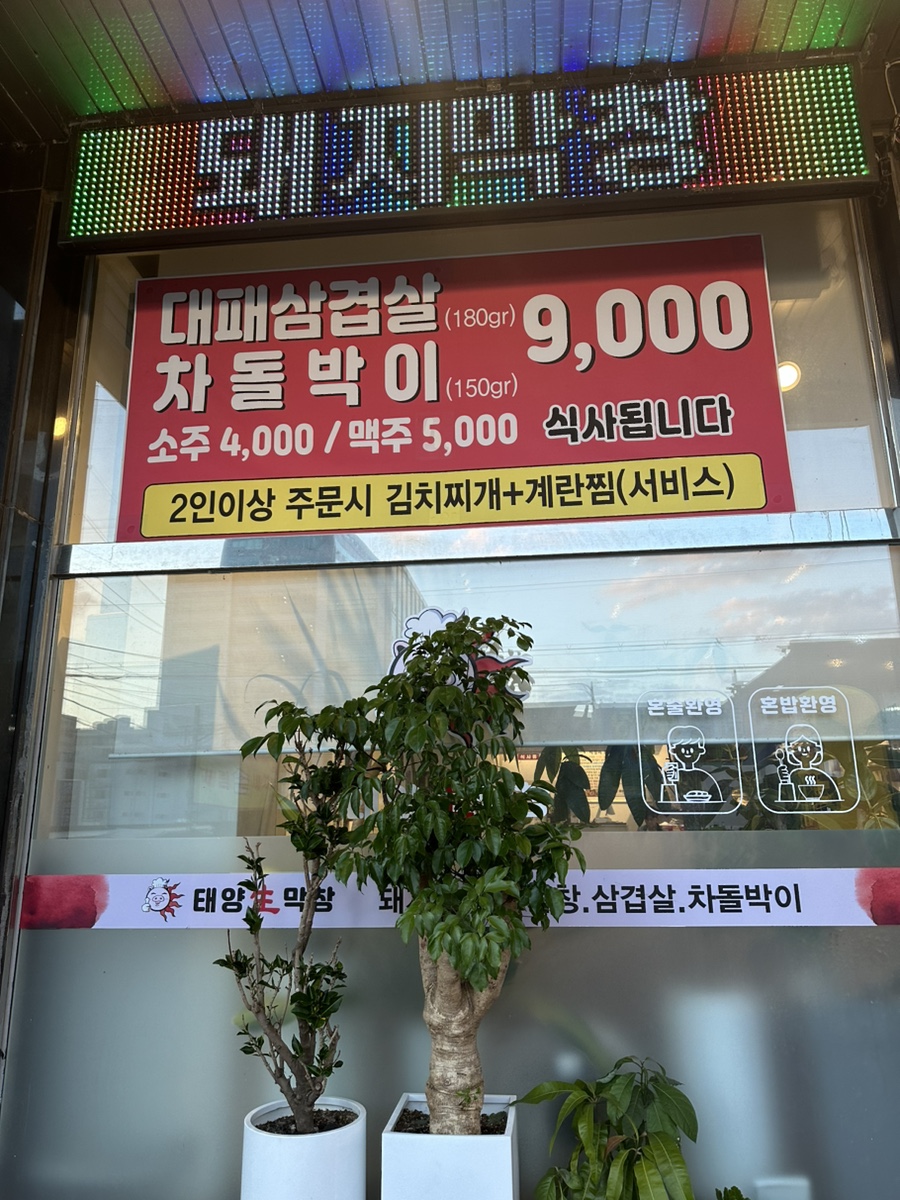 돼지막창
대패삼겹살(180gr) 9,000
차돌박이(150gr)
소주 4,000 / 맥주 5,000 식사됩니다
2인이상 주문시 김치찌개+계란찜(서비스)
혼술환영 혼밥환영
태양生막창 .삼겹살.차돌박이